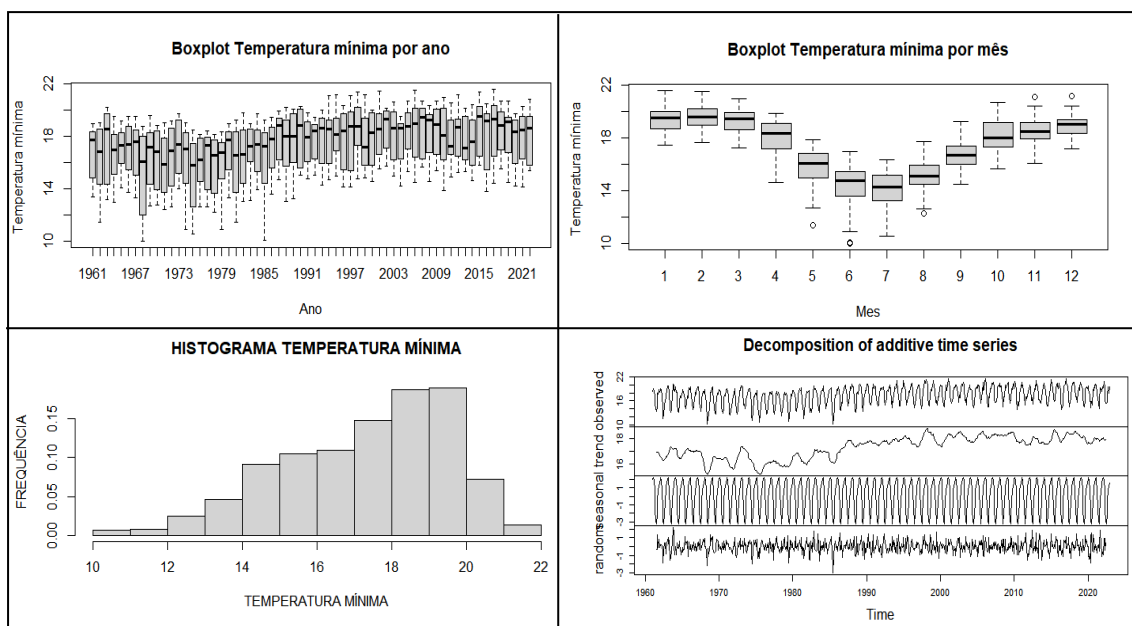 Boxplot Temperatura mínima por ano
Temperatura mínima
22
18
14
10
1961 1967 1973 1979 1985 1991 1997 2003 2009 2015 2021
Ano
Boxplot Temperatura mínima por mês
Temperatura mínima
22
18
14
10
1 2 3 4 5 6 7 8 9 10 11 12
Mes
HISTOGRAMA TEMPERATURA MÍNIMA
FREQUÊNCIA
0.15
0.10
0.05
0.00
10 12 14 16 18 20 22
TEMPERATURA MÍNIMA
Decomposition of additive time series
observed
22
16
10
trend
18
16
seasonal
1
-1
-3
random
1
-1
-3
1960 1970 1980 1990 2000 2010 2020
Time